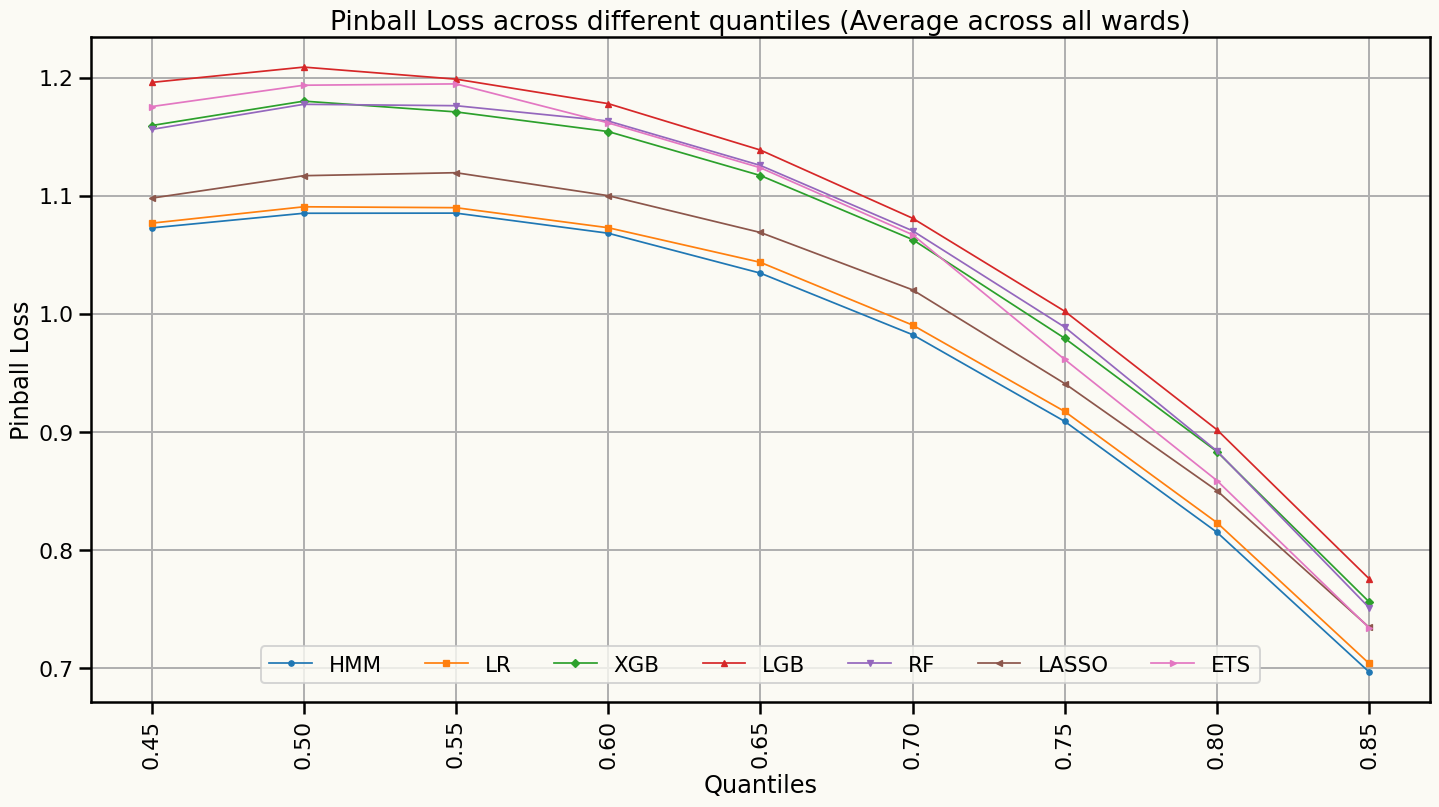 Pinball Loss across different quantiles (Average across all wards)
Pinball Loss
1.2
1.1
1.0
0.9
0.8
0.7
HMM LR XGB LGB RF LASSO ETS
0.45 0.50 0.55 0.60 0.65 0.70 0.75 0.80 0.85
Quantiles